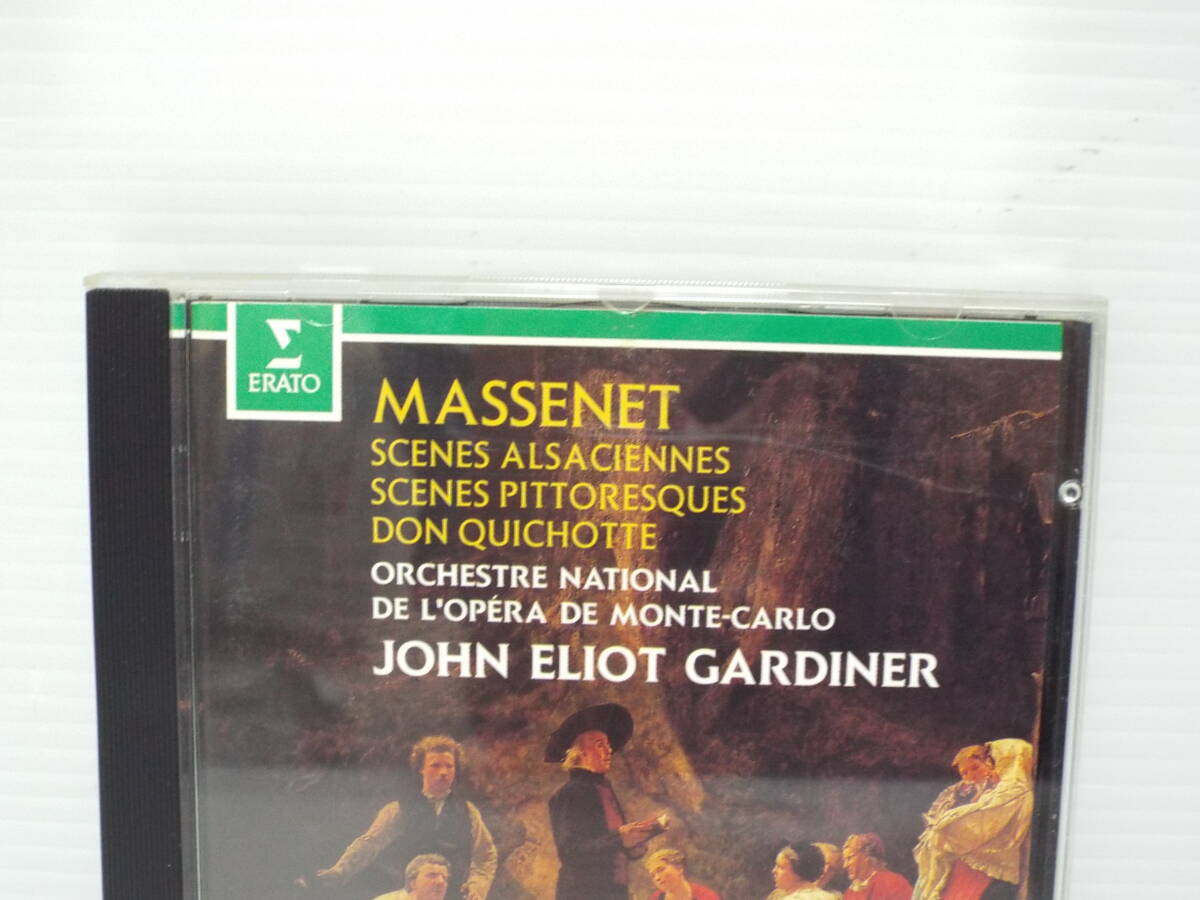 ERATO
MASSENET
SCENES ALSACIENNES
SCENES PITTORESQUES
DON QUICHOTTE
ORCHESTRE NATIONAL
DE L'OPÉRA DE MONTE-CARLO
JOHN ELIOT GARDINER